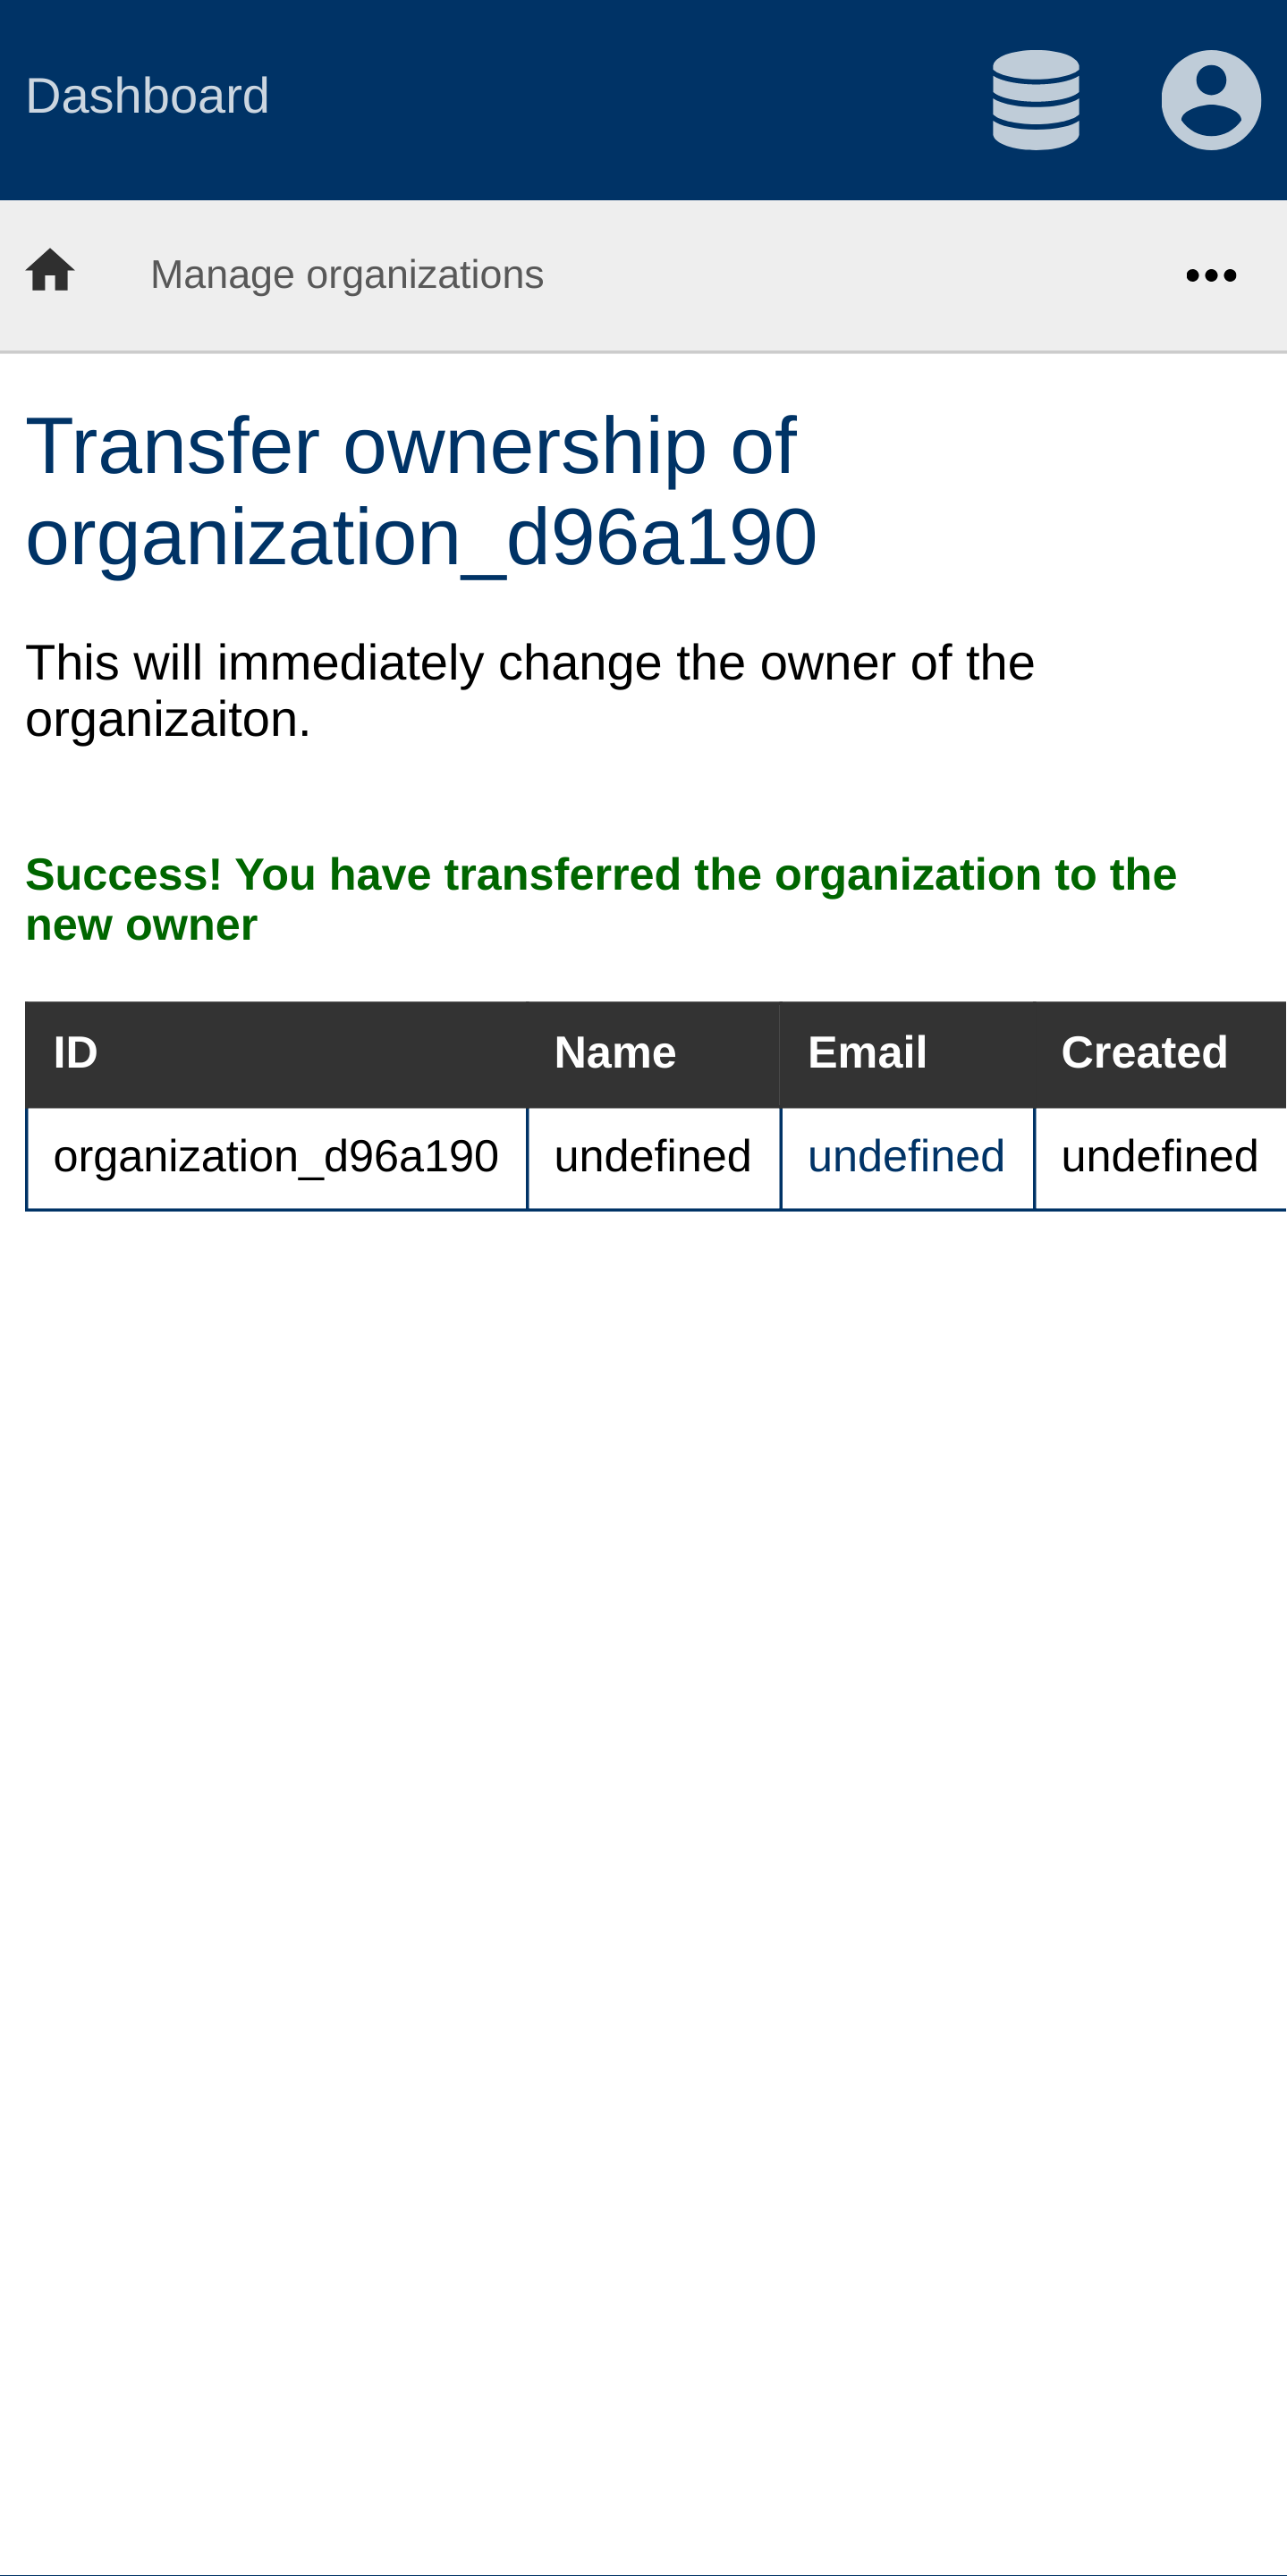 Dashboard
Manage organizations
Transfer ownership of
organization_d96a190
This will immediately change the owner of the
organizaiton.
Success! You have transferred the organization to the
new owner
ID Name Email Created
organization_d96a190 undefined undefined undefined